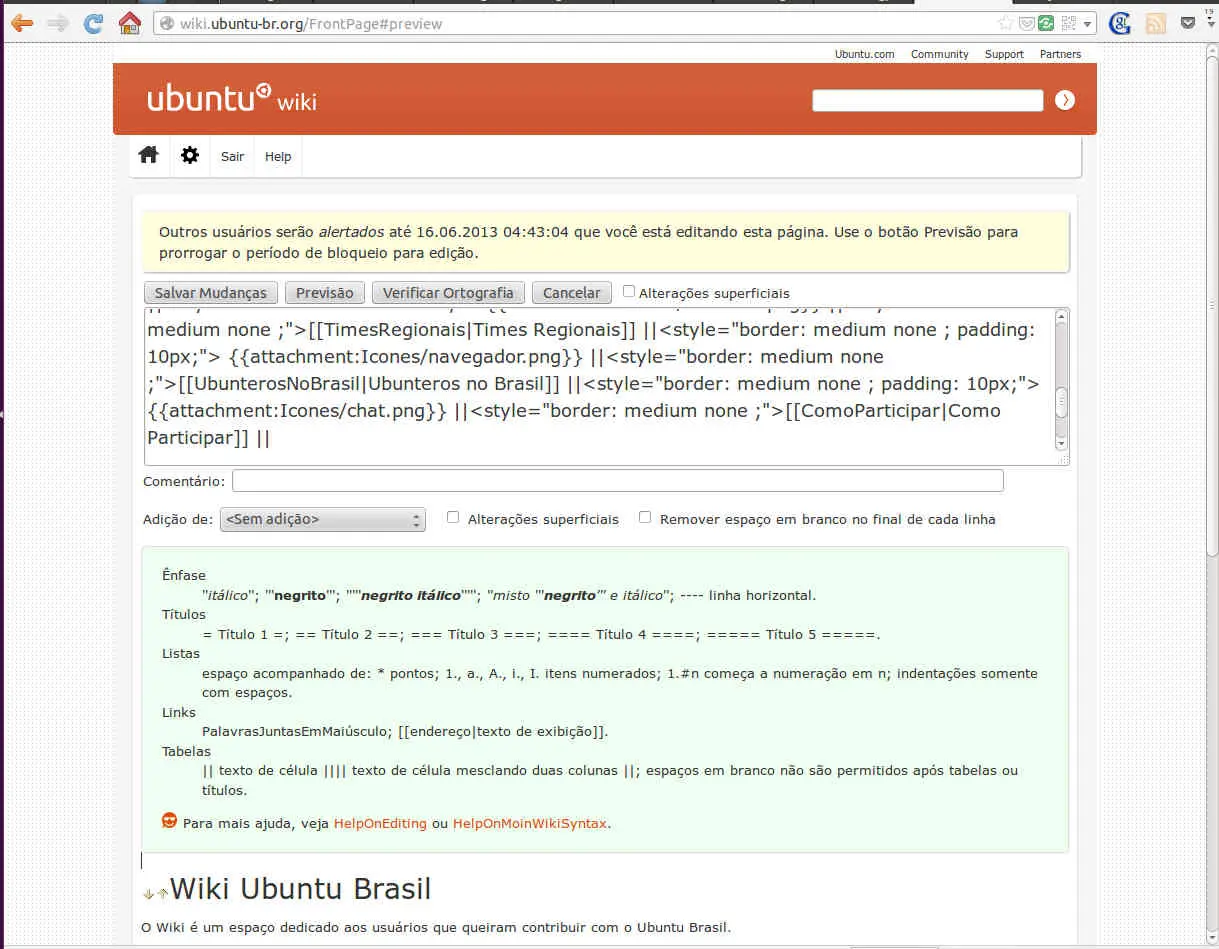 wiki.ubuntu-br.org/FrontPage#preview
Ubuntu.com Community Support Partners
ubuntu wiki
Sair Help
Outros usuários serão alertados até 16.06.2013 04:43:04 que você está editando esta página. Use o botão Previsão para
prorrogar o período de bloqueio para edição.
Salvar Mudanças Previsão Verificar Ortografia Cancelar Alterações superficiais
medium none ;">[[TimesRegionais|Times Regionais]] ||<style="border: medium none ; padding:
10px;"> {{attachment:Icones/navegador.png}} ||<style="border: medium none
;">[[UbunterosNoBrasil|Ubunteros no Brasil]] ||<style="border: medium none ; padding: 10px;">
{{attachment:Icones/chat.png}} ||<style="border: medium none ;">[[ComoParticipar|Como
Participar]] ||
Comentário:
Adição de: <Sem adição> Alterações superficiais Remover espaço em branco no final de cada linha
Ênfase
''itálico''; '''negrito'''; '''''negrito itálico'''''; ''misto '''negrito''' e itálico''; ---- linha horizontal.
Títulos
= Título 1 =; == Título 2 ==; === Título 3 ===; ==== Título 4 ====; ===== Título 5 =====.
Listas
espaço acompanhado de: * pontos; 1., a., A., i., I. itens numerados; 1.#n começa a numeração em n; indentações somente
com espaços.
Links
PalavrasJuntasEmMaiúsculo; [[endereço|texto de exibição]].
Tabelas
|| texto de célula |||| texto de célula mesclando duas colunas ||; espaços em branco não são permitidos após tabelas ou
títulos.
Para mais ajuda, veja HelpOnEditing ou HelpOnMoinWikiSyntax.
Wiki Ubuntu Brasil
O Wiki é um espaço dedicado aos usuários que queiram contribuir com o Ubuntu Brasil.